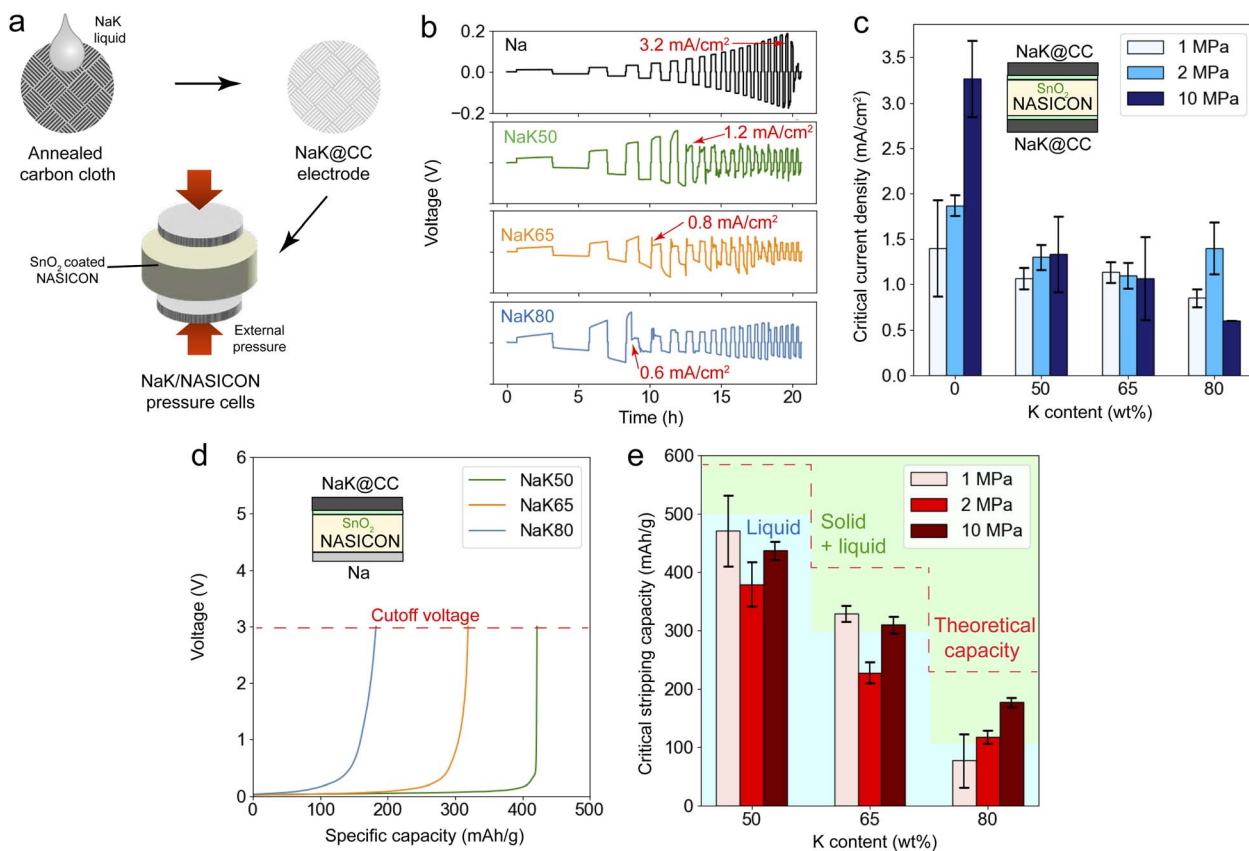 a
NaK
liquid
Annealed
carbon cloth
NaK@CC
electrode
SnO₂ coated
NASICON
External
pressure
NaK/NASICON
pressure cells
b
Voltage (V)
0.2
0.0
−0.2
Na
3.2 mA/cm²
NaK50
1.2 mA/cm²
NaK65
0.8 mA/cm²
NaK80
0.6 mA/cm²
0 5 10 15 20
Time (h)
c
Critical current density (mA/cm²)
3.5
3.0
2.5
2.0
1.5
1.0
0.5
0.0
NaK@CC
SnO₂
NASICON
NaK@CC
1 MPa
2 MPa
10 MPa
0 50 65 80
K content (wt%)
d
Voltage (V)
6
5
4
3
2
1
0
NaK@CC
SnO₂
NASICON
Na
NaK50
NaK65
NaK80
Cutoff voltage
0 100 200 300 400 500
Specific capacity (mAh/g)
e
Critical stripping capacity (mAh/g)
600
500
400
300
200
100
0
Liquid
Solid
+ liquid
1 MPa
2 MPa
10 MPa
Theoretical
capacity
50 65 80
K content (wt%)